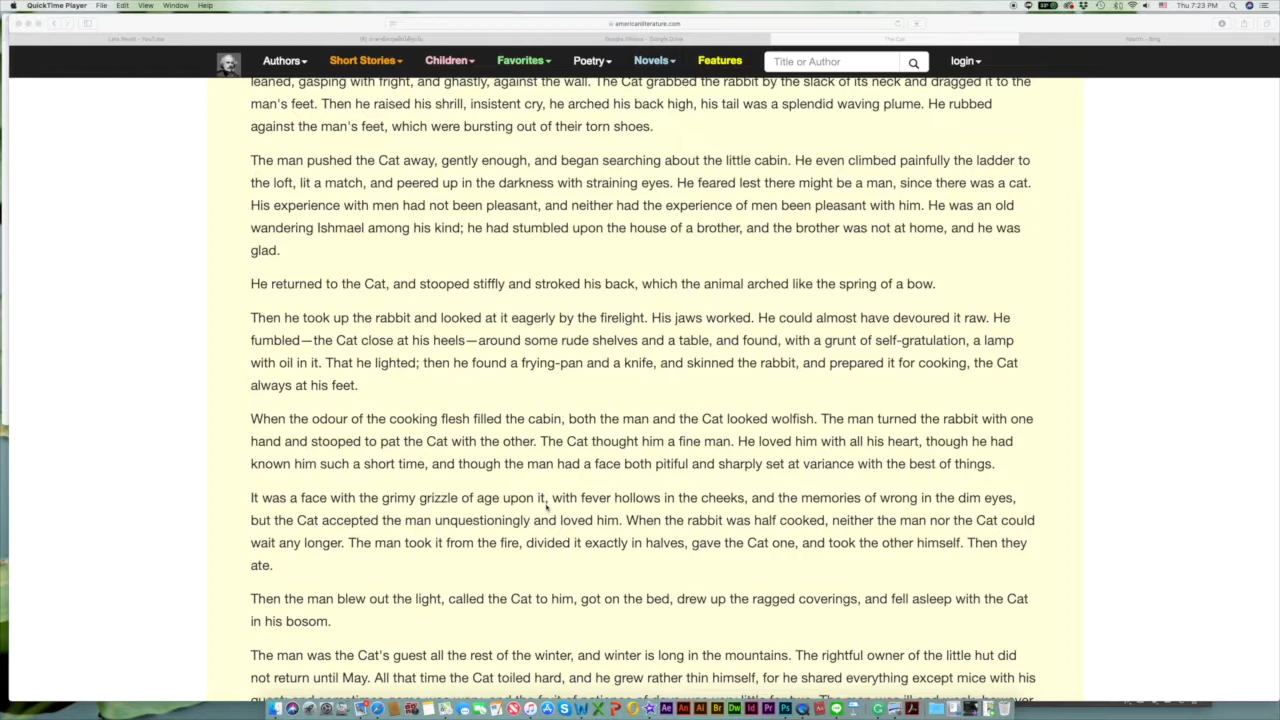 QuickTime Player File Edit View Window Help
Thu 7:23 PM
americanliterature.com
The Cat
Authors Short Stories Children Favorites Poetry Novels Features Title or Author login
leaned, gasping with fright, and ghastly, against the wall. The Cat grabbed the rabbit by the slack of its neck and dragged it to the
man's feet. Then he raised his shrill, insistent cry, he arched his back high, his tail was a splendid waving plume. He rubbed
against the man's feet, which were bursting out of their torn shoes.
The man pushed the Cat away, gently enough, and began searching about the little cabin. He even climbed painfully the ladder to
the loft, lit a match, and peered up in the darkness with straining eyes. He feared lest there might be a man, since there was a cat.
His experience with men had not been pleasant, and neither had the experience of men been pleasant with him. He was an old
wandering Ishmael among his kind; he had stumbled upon the house of a brother, and the brother was not at home, and he was
glad.
He returned to the Cat, and stooped stiffly and stroked his back, which the animal arched like the spring of a bow.
Then he took up the rabbit and looked at it eagerly by the firelight. His jaws worked. He could almost have devoured it raw. He
fumbled—the Cat close at his heels—around some rude shelves and a table, and found, with a grunt of self-gratulation, a lamp
with oil in it. That he lighted; then he found a frying-pan and a knife, and skinned the rabbit, and prepared it for cooking, the Cat
always at his feet.
When the odour of the cooking flesh filled the cabin, both the man and the Cat looked wolfish. The man turned the rabbit with one
hand and stooped to pat the Cat with the other. The Cat thought him a fine man. He loved him with all his heart, though he had
known him such a short time, and though the man had a face both pitiful and sharply set at variance with the best of things.
It was a face with the grimy grizzle of age upon it, with fever hollows in the cheeks, and the memories of wrong in the dim eyes,
but the Cat accepted the man unquestioningly and loved him. When the rabbit was half cooked, neither the man nor the Cat could
wait any longer. The man took it from the fire, divided it exactly in halves, gave the Cat one, and took the other himself. Then they
ate.
Then the man blew out the light, called the Cat to him, got on the bed, drew up the ragged coverings, and fell asleep with the Cat
in his bosom.
The man was the Cat's guest all the rest of the winter, and winter is long in the mountains. The rightful owner of the little hut did
not return until May. All that time the Cat toiled hard, and he grew rather thin himself, for he shared everything except mice with his